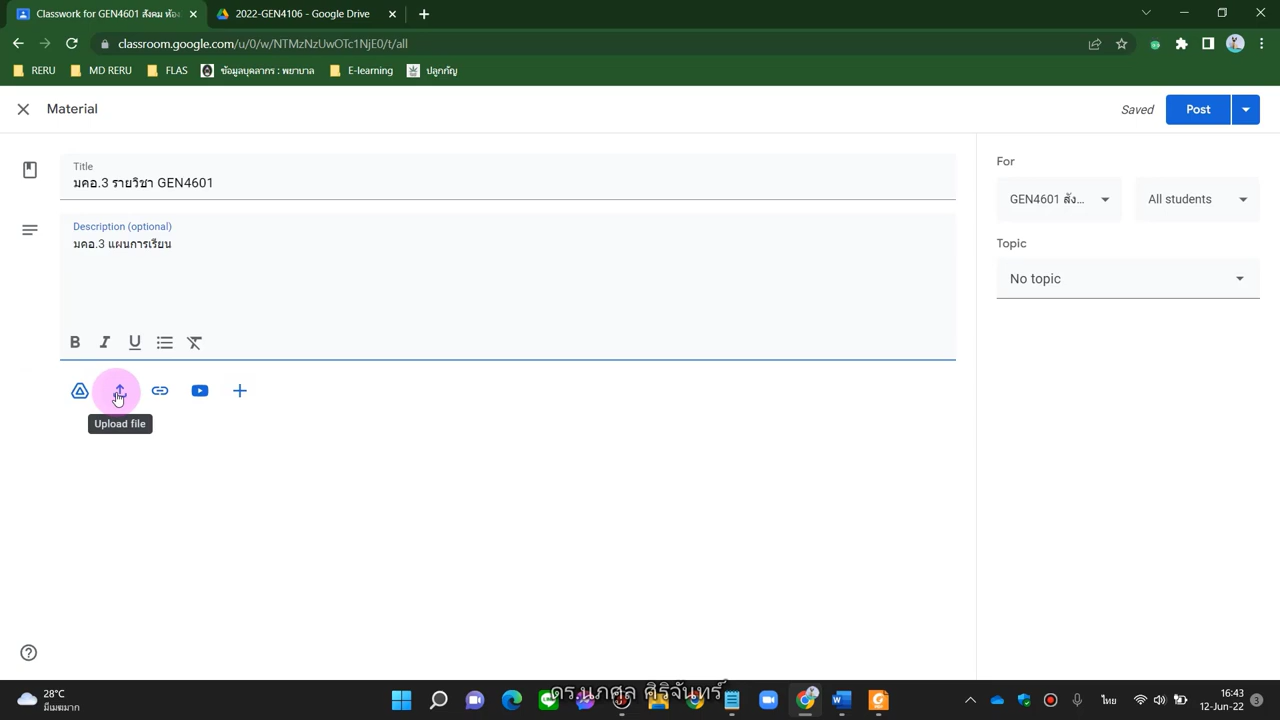 Classwork for GEN4601 สังคม ห้อง
2022-GEN4106 - Google Drive
classroom.google.com/u/0/w/NTMzNzUwOTc1NjE0/t/all
RERU
MD RERU
FLAS
ข้อมูลบุคลากร : พยาบาล
E-learning
ปลูกกัญ
Material
Saved
Post
Title
มคอ.3 รายวิชา GEN4601
Description (optional)
มคอ.3 แผนการเรียน
B I U
Upload file
For
GEN4601 สัง...
All students
Topic
No topic
28°C
มีเมฆมาก
ดร.นภศูล ศิริจันทร์
ไทย
16:43
12-Jun-22
3